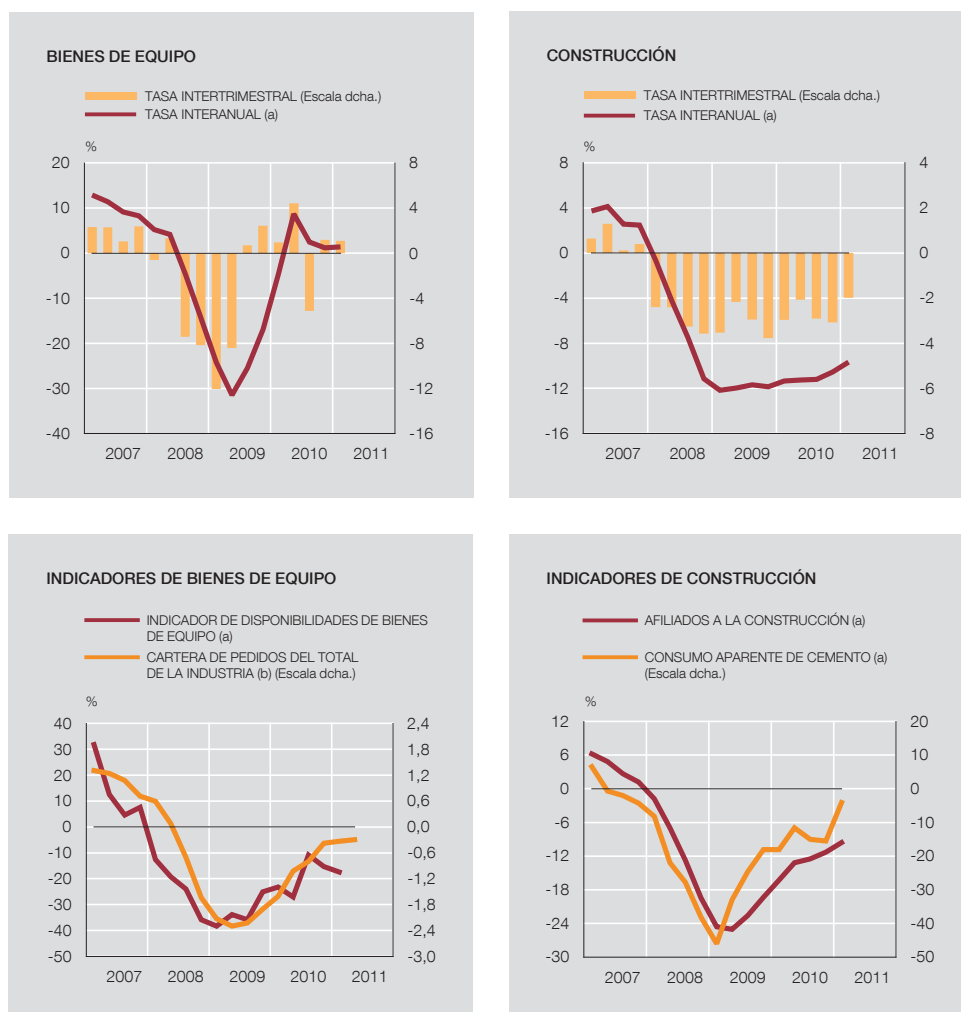 BIENES DE EQUIPO
TASA INTERTRIMESTRAL (Escala dcha.)
TASA INTERANUAL (a)
%
20 8
10 4
0 0
-10 -4
-20 -8
-30 -12
-40 -16
2007 2008 2009 2010 2011
CONSTRUCCIÓN
TASA INTERTRIMESTRAL (Escala dcha.)
TASA INTERANUAL (a)
%
8 4
4 2
0 0
-4 -2
-8 -4
-12 -6
-16 -8
2007 2008 2009 2010 2011
INDICADORES DE BIENES DE EQUIPO
INDICADOR DE DISPONIBILIDADES DE BIENES
DE EQUIPO (a)
CARTERA DE PEDIDOS DEL TOTAL
DE LA INDUSTRIA (b) (Escala dcha.)
%
40 2,4
30 1,8
20 1,2
10 0,6
0 0,0
-10 -0,6
-20 -1,2
-30 -1,8
-40 -2,4
-50 -3,0
2007 2008 2009 2010 2011
INDICADORES DE CONSTRUCCIÓN
AFILIADOS A LA CONSTRUCCIÓN (a)
CONSUMO APARENTE DE CEMENTO (a)
(Escala dcha.)
%
12 20
6 10
0 0
-6 -10
-12 -20
-18 -30
-24 -40
-30 -50
2007 2008 2009 2010 2011